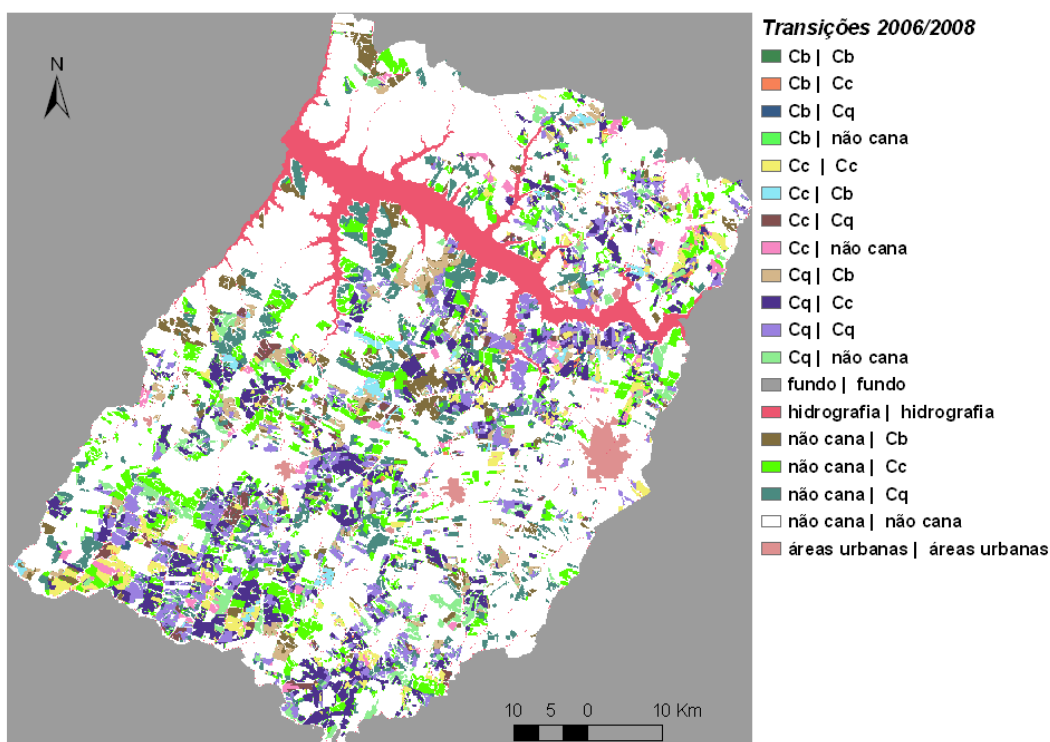 Transições 2006/2008
N
Cb | Cb
Cb | Cc
Cb | Cq
Cb | não cana
Cc | Cc
Cc | Cb
Cc | Cq
Cc | não cana
Cq | Cb
Cq | Cc
Cq | Cq
Cq | não cana
fundo | fundo
hidrografia | hidrografia
não cana | Cb
não cana | Cc
não cana | Cq
não cana | não cana
áreas urbanas | áreas urbanas
10 5 0 10 Km